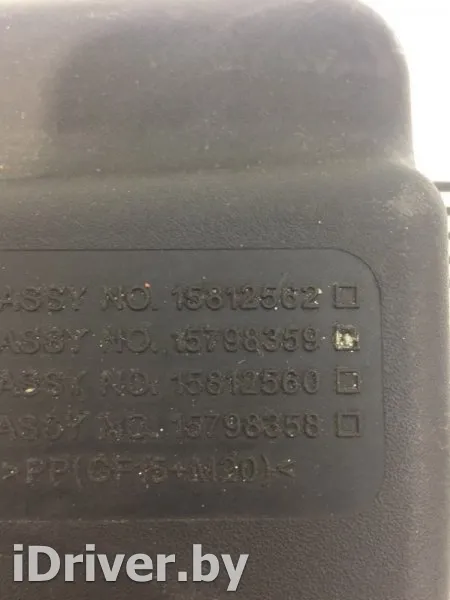 ASSY NO. 15812562 □
ASSY NO. 15798359
ASSY NO. 15812560 □
ASSY NO. 15798358 □
>PP(GF15+M20)<
iDriver.by